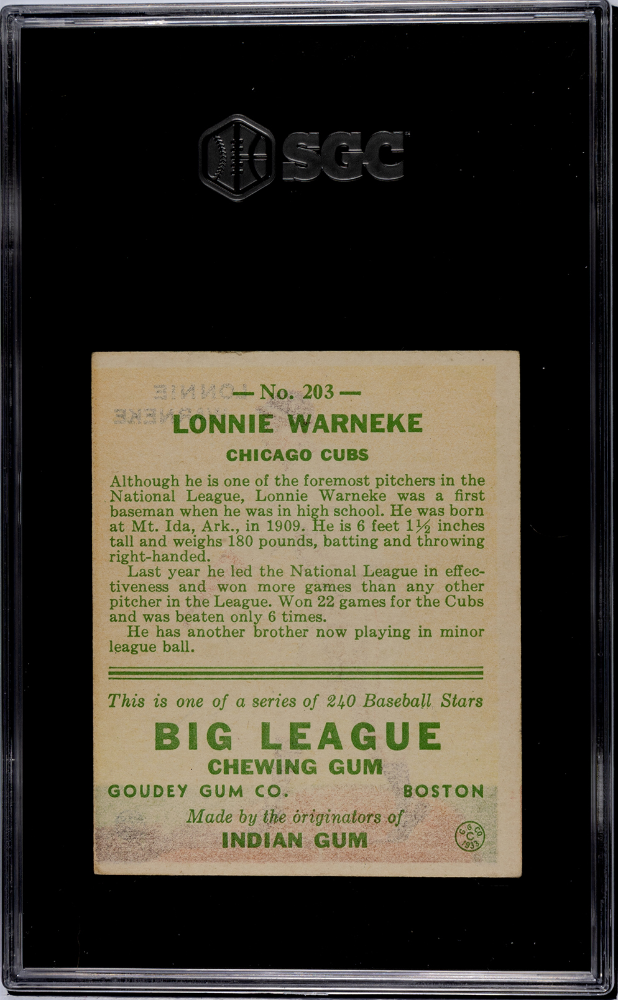 SGC
— No. 203 —
LONNIE WARNEKE
CHICAGO CUBS
Although he is one of the foremost pitchers in the
National League, Lonnie Warneke was a first
baseman when he was in high school. He was born
at Mt. Ida, Ark., in 1909. He is 6 feet 1½ inches
tall and weighs 180 pounds, batting and throwing
right-handed.
Last year he led the National League in effec-
tiveness and won more games than any other
pitcher in the League. Won 22 games for the Cubs
and was beaten only 6 times.
He has another brother now playing in minor
league ball.
This is one of a series of 240 Baseball Stars
BIG LEAGUE
CHEWING GUM
GOUDEY GUM CO. BOSTON
Made by the originators of
INDIAN GUM
G. G. CO.
C
1933